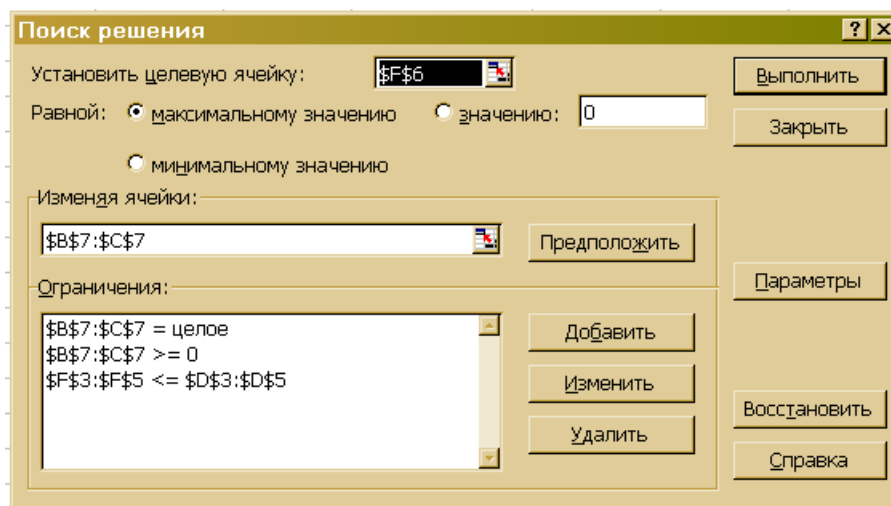 Поиск решения
Установить целевую ячейку: $F$6
Выполнить
Равной: максимальному значению значению: 0
Закрыть
минимальному значению
Изменяя ячейки:
$B$7:$C$7
Предположить
Параметры
Ограничения:
$B$7:$C$7 = целое
$B$7:$C$7 >= 0
$F$3:$F$5 <= $D$3:$D$5
Добавить
Изменить
Удалить
Восстановить
Справка